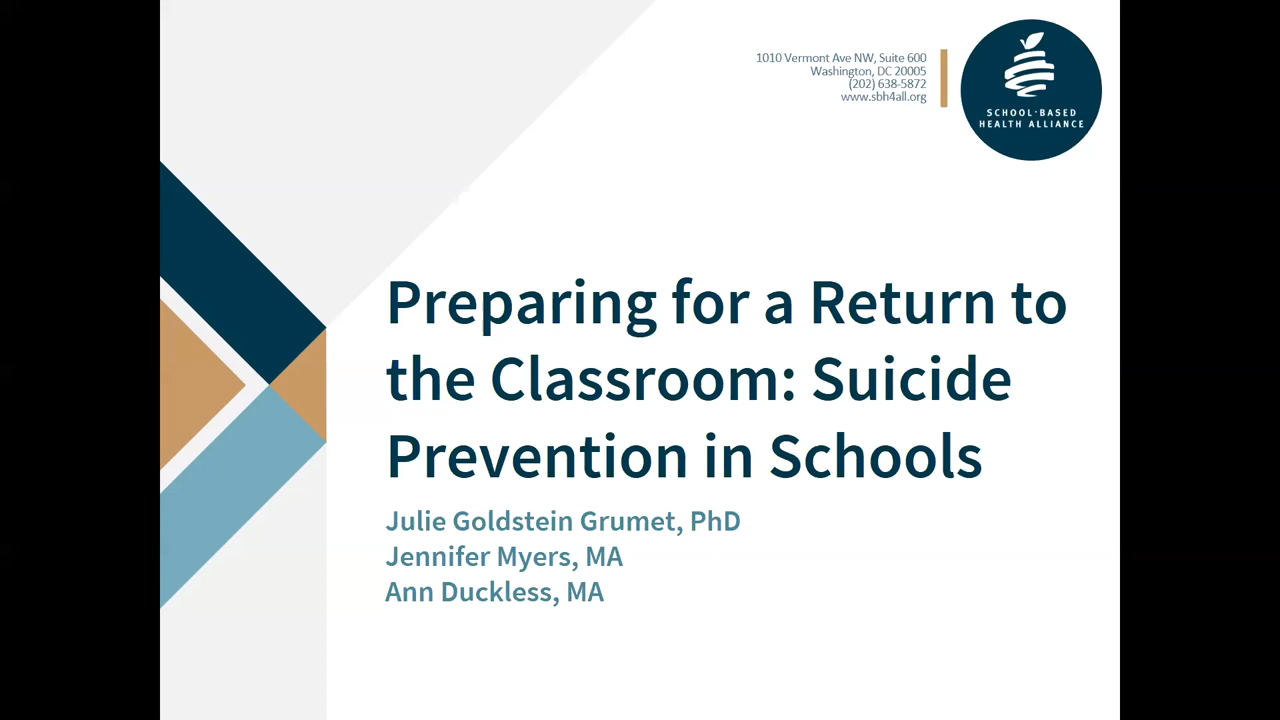 1010 Vermont Ave NW, Suite 600
Washington, DC 20005
(202) 638-5872
www.sbh4all.org
SCHOOL-BASED
HEALTH ALLIANCE
Preparing for a Return to
the Classroom: Suicide
Prevention in Schools
Julie Goldstein Grumet, PhD
Jennifer Myers, MA
Ann Duckless, MA